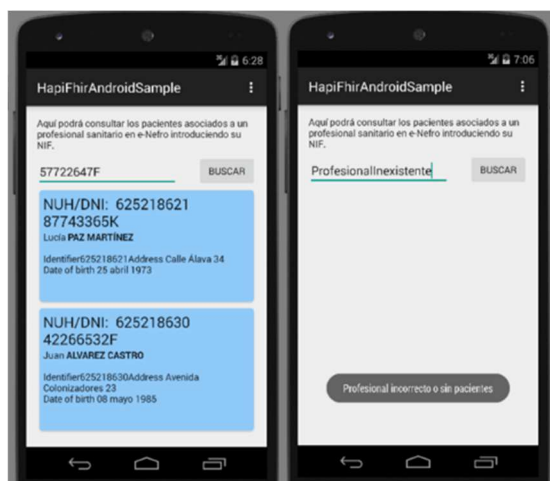 6:28
HapiFhirAndroidSample
Aquí podrá consultar los pacientes asociados a un
profesional sanitario en e-Nefro introduciendo su
NIF.
57722647F
BUSCAR
NUH/DNI: 625218621
87743365K
Lucía PAZ MARTÍNEZ
Identifier625218621Address Calle Álava 34
Date of birth 25 abril 1973
NUH/DNI: 625218630
42266532F
Juan ALVAREZ CASTRO
Identifier625218630Address Avenida
Colonizadores 23
Date of birth 08 mayo 1985
7:06
HapiFhirAndroidSample
Aquí podrá consultar los pacientes asociados a un
profesional sanitario en e-Nefro introduciendo su
NIF.
ProfesionalInexistente
BUSCAR
Profesional incorrecto o sin pacientes